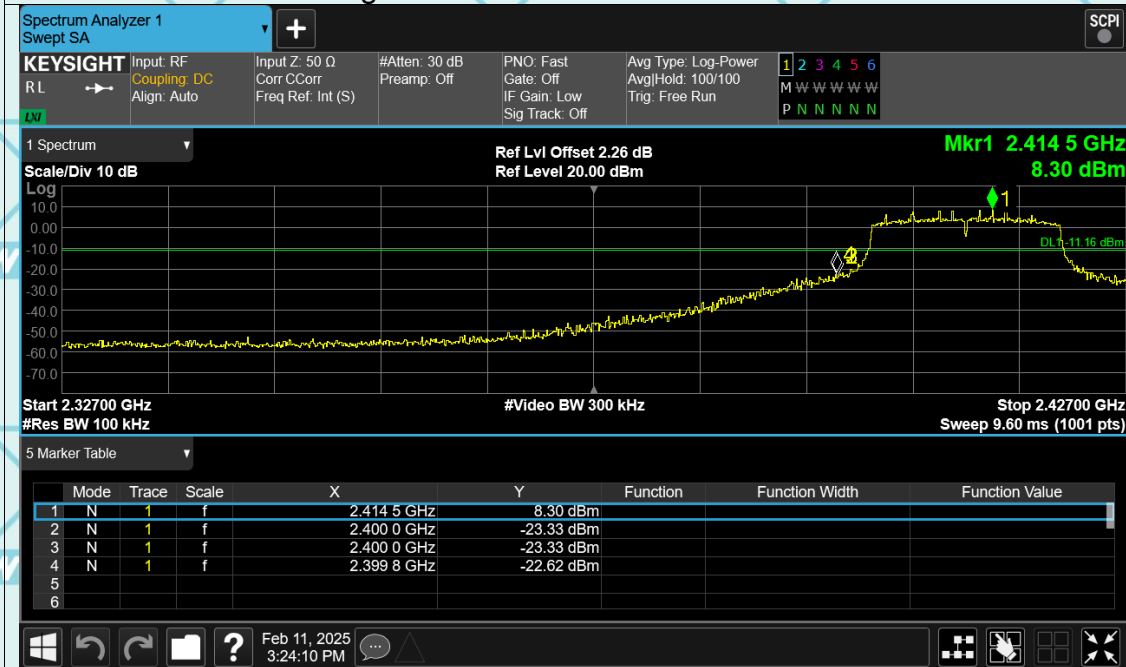 Spectrum Analyzer 1
Swept SA
+
SCPI
KEYSIGHT Input: RF Input Z: 50 Ω #Atten: 30 dB PNO: Fast Avg Type: Log-Power 1 2 3 4 5 6
RL Coupling: DC Corr CCorr Preamp: Off Gate: Off Avg|Hold: 100/100 M W W W W W
Align: Auto Freq Ref: Int (S) IF Gain: Low Trig: Free Run
LXI Sig Track: Off P N N N N N
1 Spectrum Ref Lvl Offset 2.26 dB Mkr1 2.414 5 GHz
Scale/Div 10 dB Ref Level 20.00 dBm 8.30 dBm
Log
1
10.0
0.00
DL1 -11.16 dBm
-10.0
-20.0
-30.0
-40.0
-50.0
-60.0
-70.0
Start 2.32700 GHz #Video BW 300 kHz Stop 2.42700 GHz
#Res BW 100 kHz Sweep 9.60 ms (1001 pts)
5 Marker Table
Mode Trace Scale X Y Function Function Width Function Value
1 N 1 f 2.414 5 GHz 8.30 dBm
2 N 1 f 2.400 0 GHz -23.33 dBm
3 N 1 f 2.400 0 GHz -23.33 dBm
4 N 1 f 2.399 8 GHz -22.62 dBm
5
6
? Feb 11, 2025
3:24:10 PM